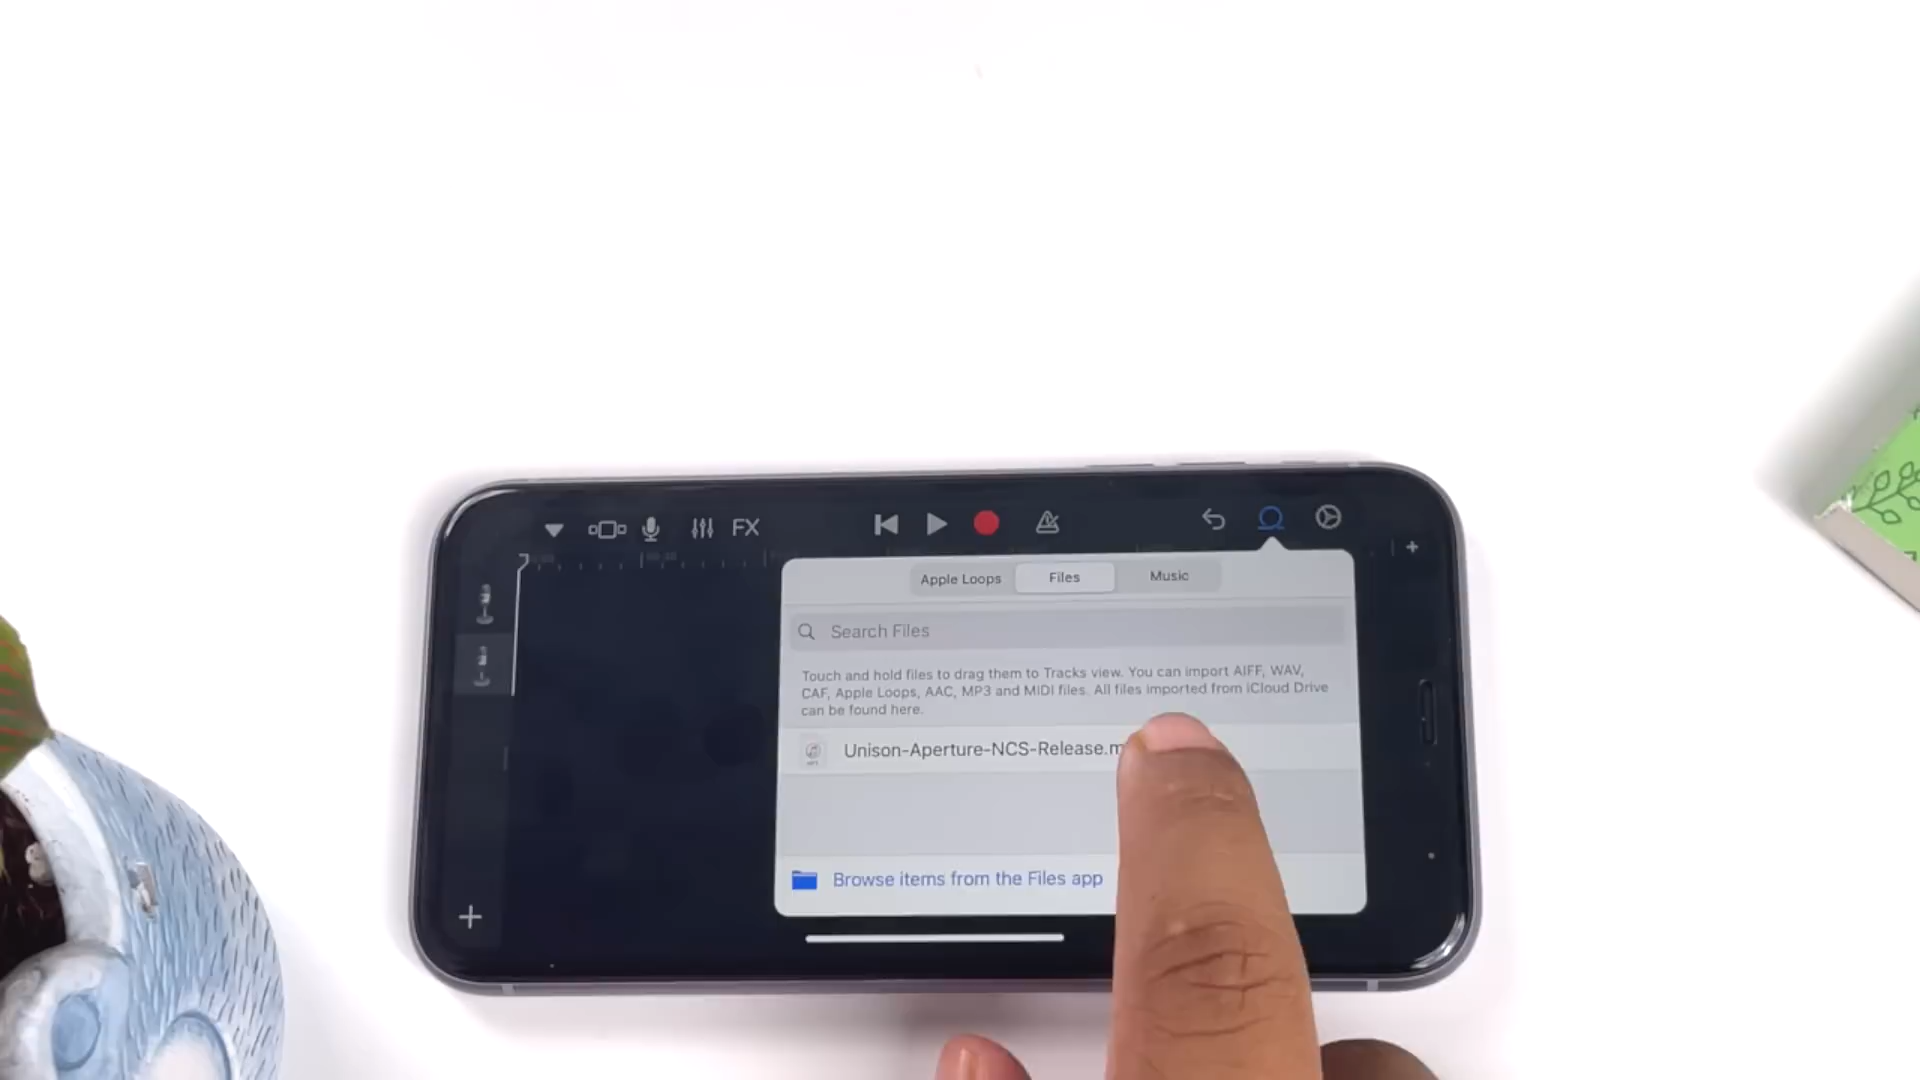 FX
Apple Loops Files Music
Search Files
Touch and hold files to drag them to Tracks view. You can import AIFF, WAV,
CAF, Apple Loops, AAC, MP3 and MIDI files. All files imported from iCloud Drive
can be found here.
Unison-Aperture-NCS-Release.m
Browse items from the Files app